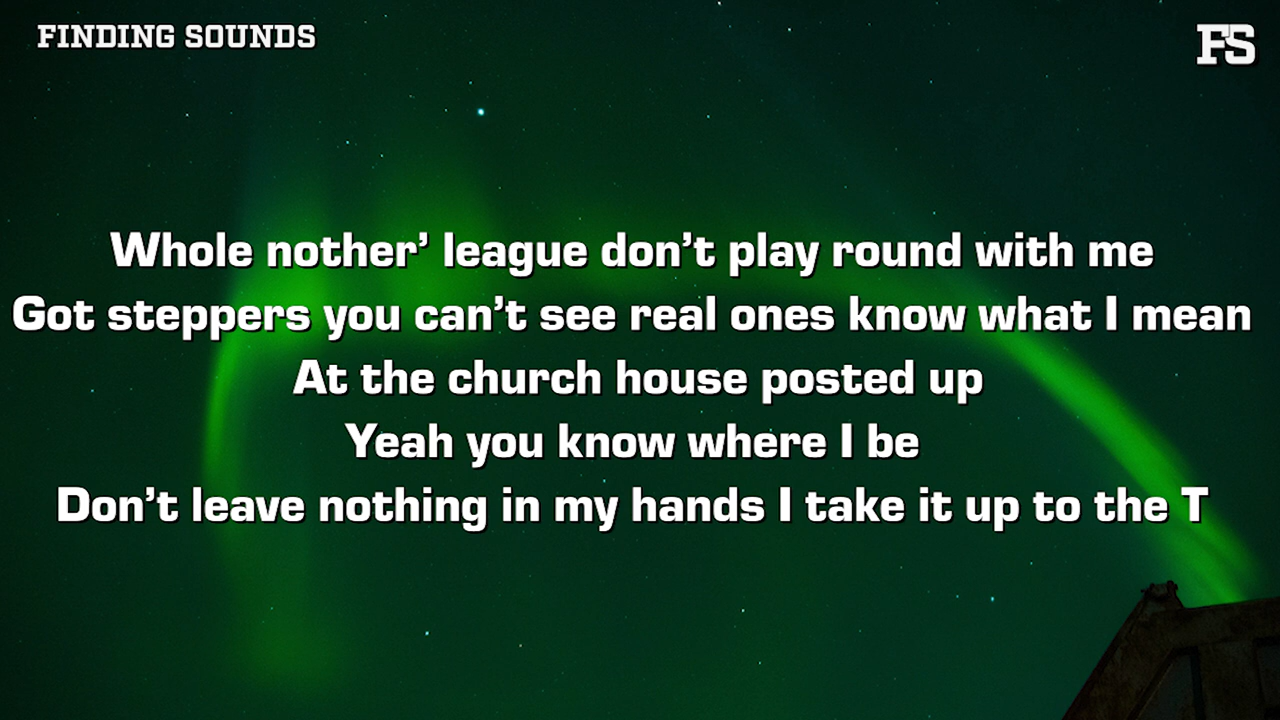 FINDING SOUNDS
FS
Whole nother’ league don’t play round with me
Got steppers you can’t see real ones know what I mean
At the church house posted up
Yeah you know where I be
Don’t leave nothing in my hands I take it up to the T